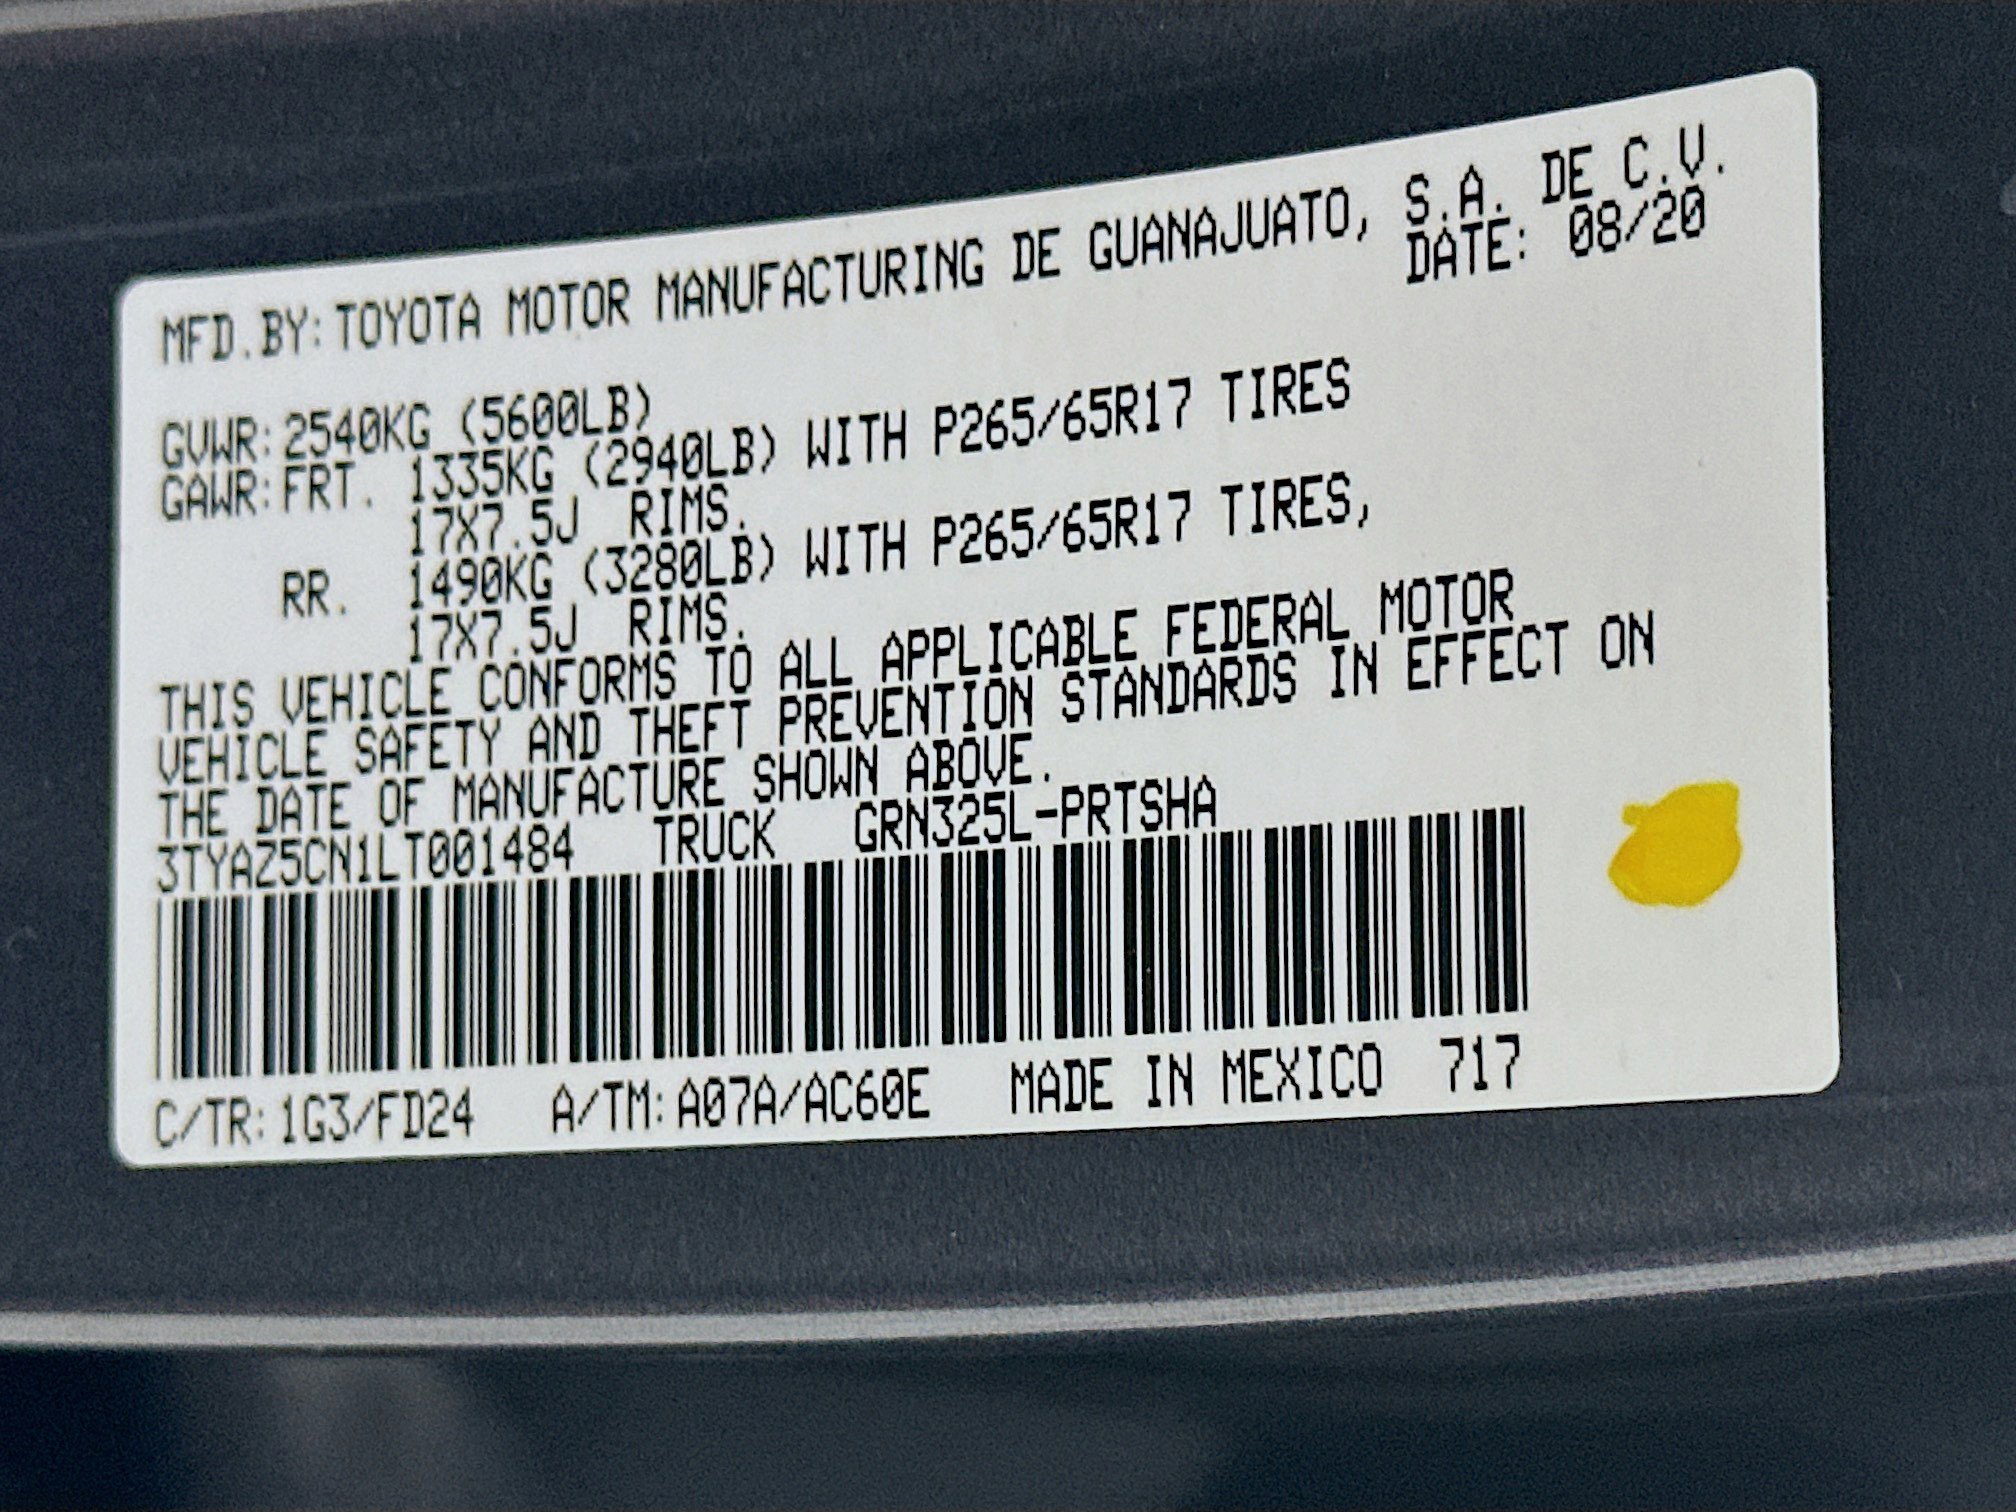 MFD.BY:TOYOTA MOTOR MANUFACTURING DE GUANAJUATO, S.A. DE C.V.
DATE: 08/20
GVWR:2540KG (5600LB)
GAWR:FRT. 1335KG (2940LB) WITH P265/65R17 TIRES
17X7.5J RIMS.
RR. 1490KG (3280LB) WITH P265/65R17 TIRES,
17X7.5J RIMS.
THIS VEHICLE CONFORMS TO ALL APPLICABLE FEDERAL MOTOR
VEHICLE SAFETY AND THEFT PREVENTION STANDARDS IN EFFECT ON
THE DATE OF MANUFACTURE SHOWN ABOVE.
3TYAZ5CN1LT001484 TRUCK GRN325L-PRTSHA
C/TR:1G3/FD24 A/TM:A07A/AC60E MADE IN MEXICO 717